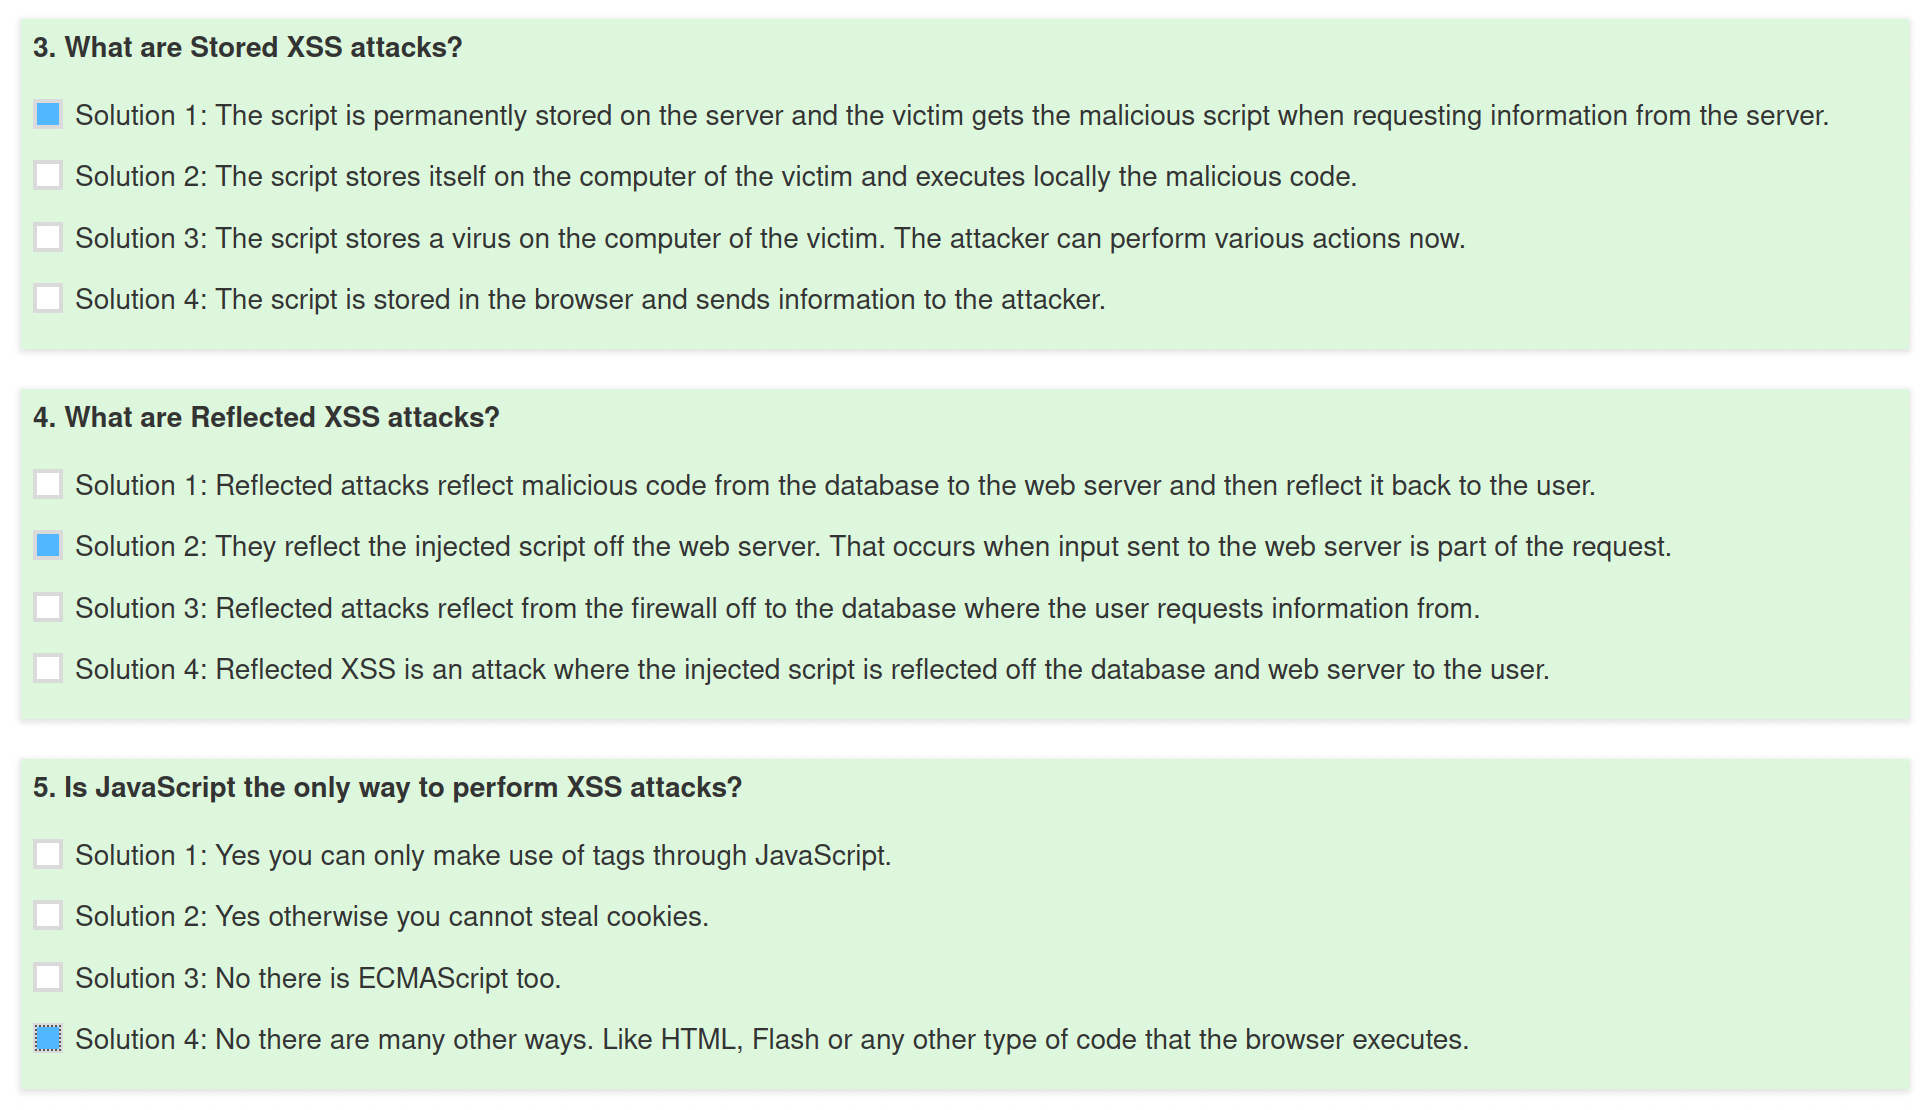 3. What are Stored XSS attacks?
Solution 1: The script is permanently stored on the server and the victim gets the malicious script when requesting information from the server.
Solution 2: The script stores itself on the computer of the victim and executes locally the malicious code.
Solution 3: The script stores a virus on the computer of the victim. The attacker can perform various actions now.
Solution 4: The script is stored in the browser and sends information to the attacker.
4. What are Reflected XSS attacks?
Solution 1: Reflected attacks reflect malicious code from the database to the web server and then reflect it back to the user.
Solution 2: They reflect the injected script off the web server. That occurs when input sent to the web server is part of the request.
Solution 3: Reflected attacks reflect from the firewall off to the database where the user requests information from.
Solution 4: Reflected XSS is an attack where the injected script is reflected off the database and web server to the user.
5. Is JavaScript the only way to perform XSS attacks?
Solution 1: Yes you can only make use of tags through JavaScript.
Solution 2: Yes otherwise you cannot steal cookies.
Solution 3: No there is ECMAScript too.
Solution 4: No there are many other ways. Like HTML, Flash or any other type of code that the browser executes.